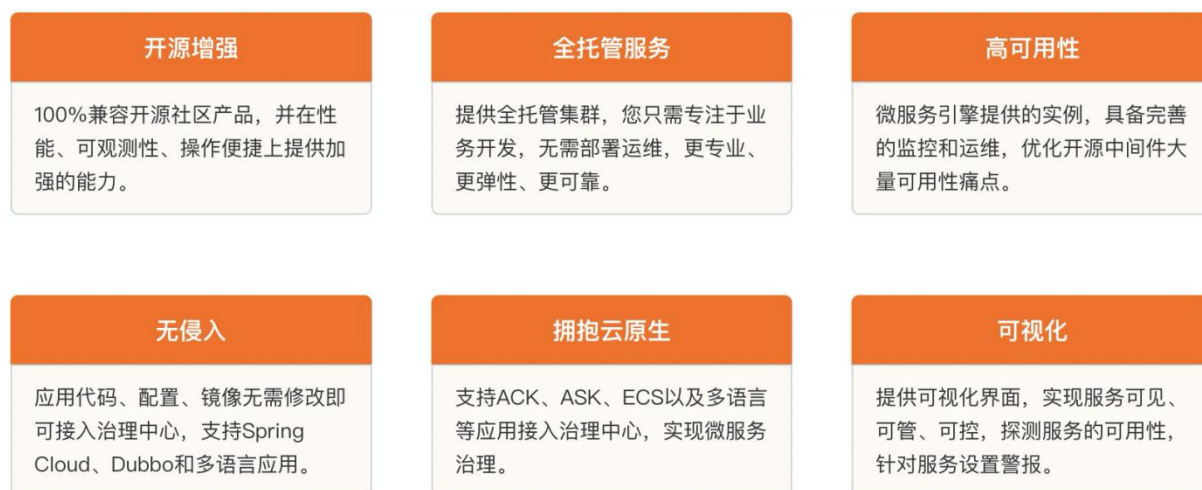 开源增强
100%兼容开源社区产品，并在性
能、可观测性、操作便捷上提供加
强的能力。
全托管服务
提供全托管集群，您只需专注于业
务开发，无需部署运维，更专业、
更弹性、更可靠。
高可用性
微服务引擎提供的实例，具备完善
的监控和运维，优化开源中间件大
量可用性痛点。
无侵入
应用代码、配置、镜像无需修改即
可接入治理中心，支持Spring
Cloud、Dubbo和多语言应用。
拥抱云原生
支持ACK、ASK、ECS以及多语言
等应用接入治理中心，实现微服务
治理。
可视化
提供可视化界面，实现服务可见、
可管、可控，探测服务的可用性，
针对服务设置警报。